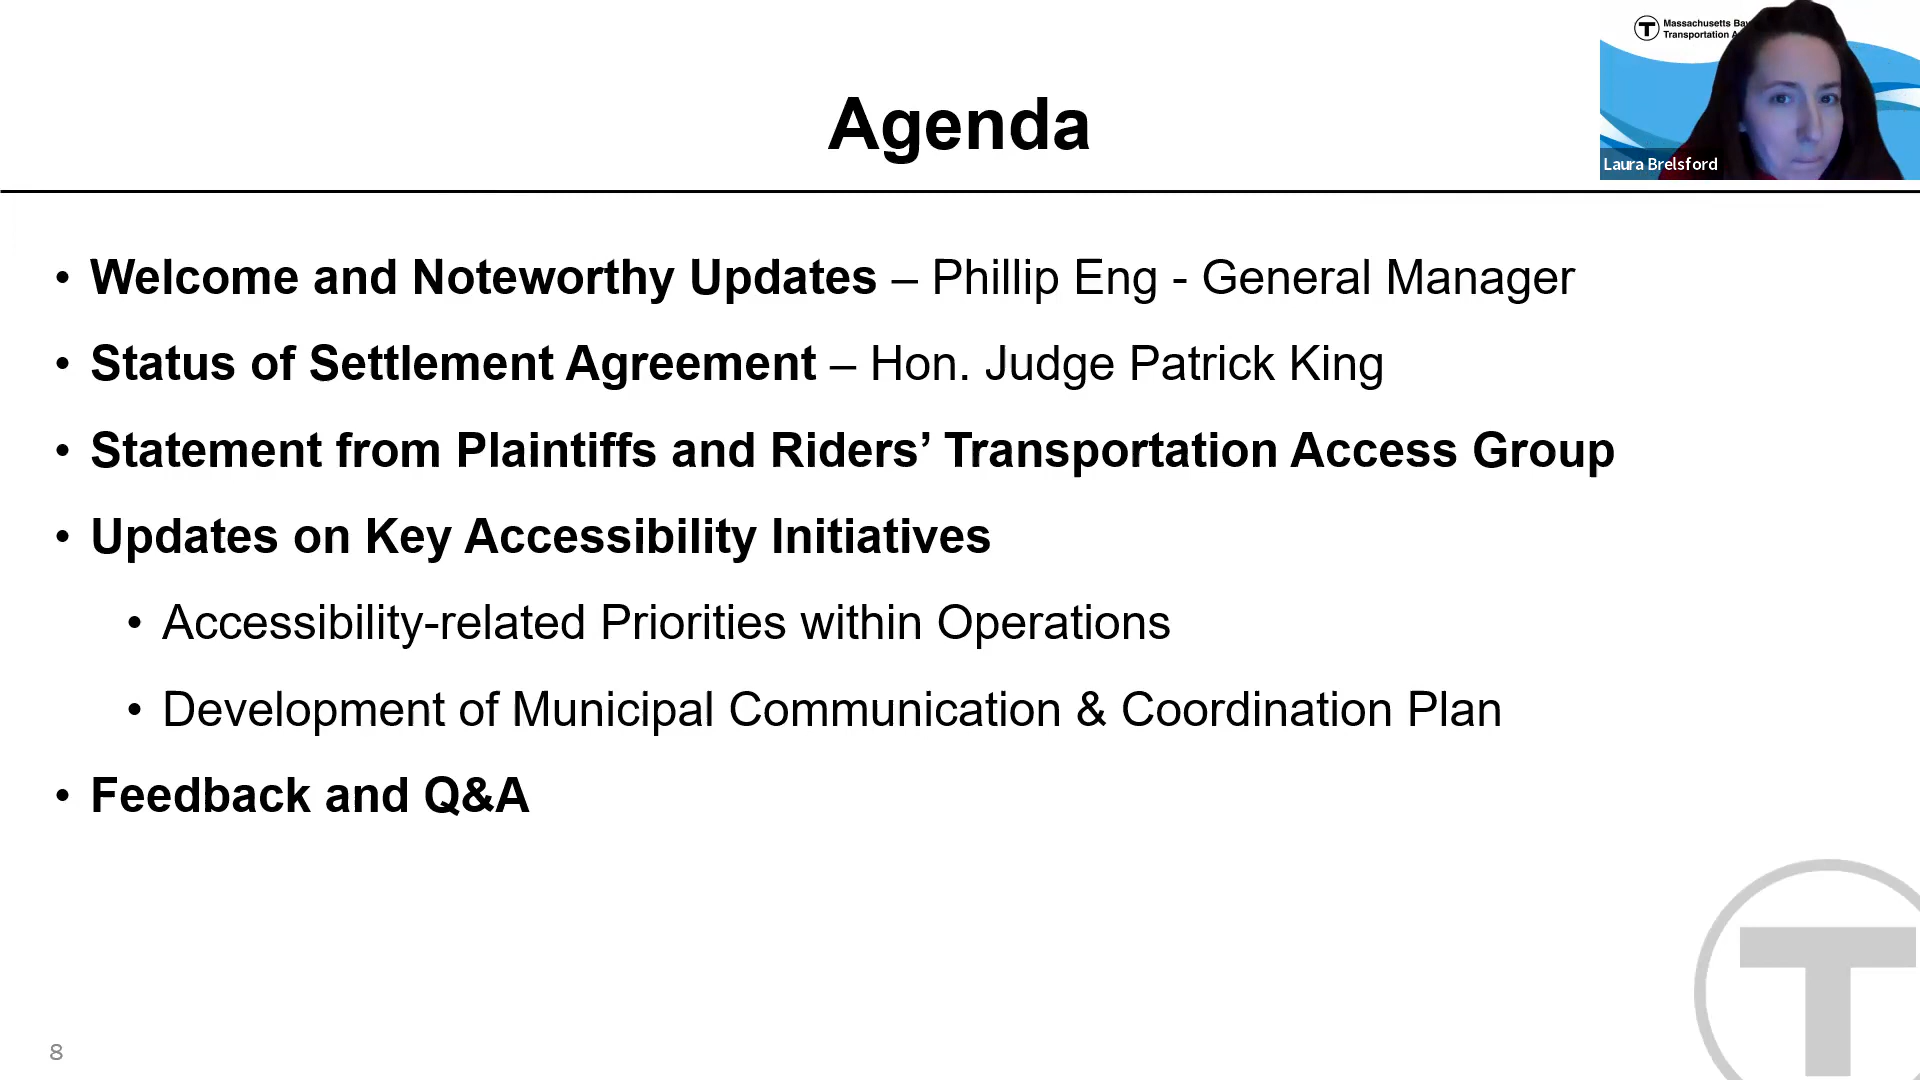 Massachusetts Bay
Transportation
Laura Brelsford
Agenda
• Welcome and Noteworthy Updates – Phillip Eng - General Manager
• Status of Settlement Agreement – Hon. Judge Patrick King
• Statement from Plaintiffs and Riders’ Transportation Access Group
• Updates on Key Accessibility Initiatives
• Accessibility-related Priorities within Operations
• Development of Municipal Communication & Coordination Plan
• Feedback and Q&A
T
8